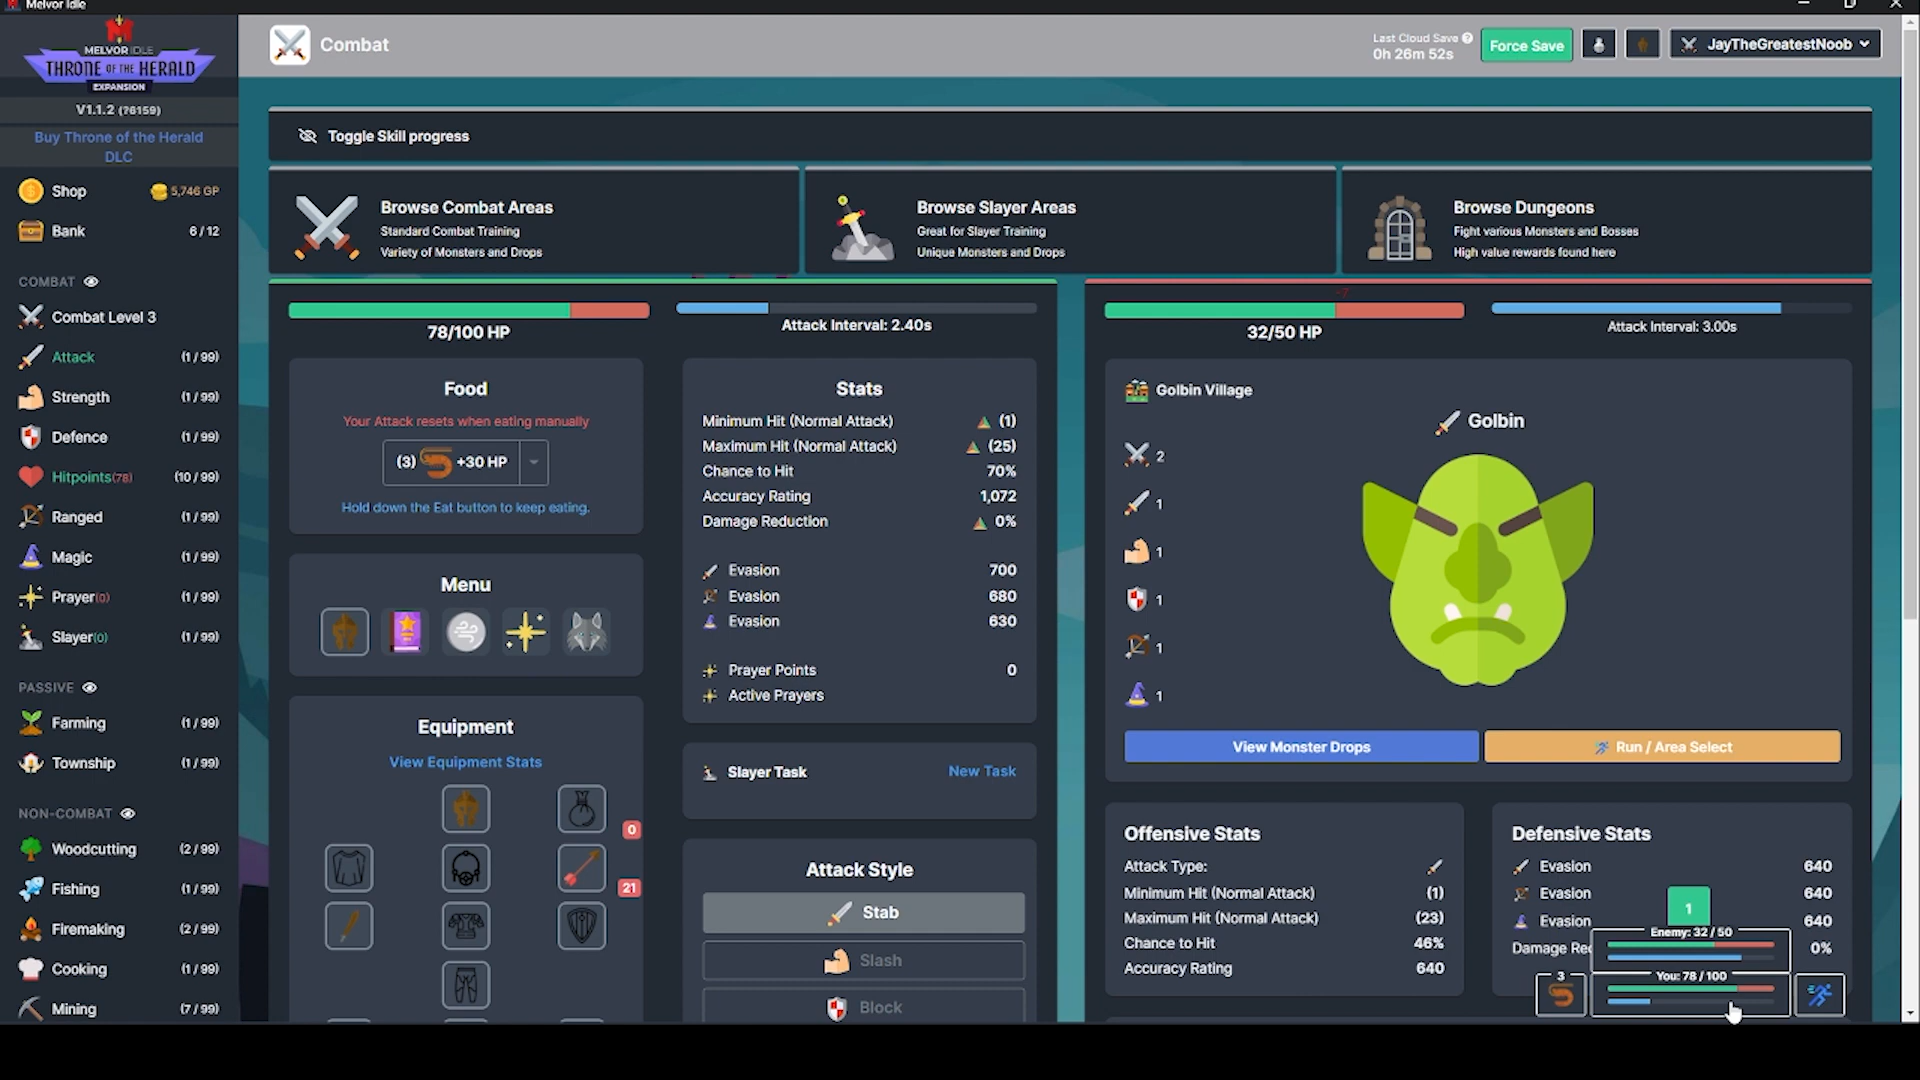 Melvor Idle
MELVOR IDLE
THRONE OF THE HERALD
EXPANSION
V1.1.2 (?6159)
Buy Throne of the Herald
DLC
Shop
5,746 GP
Bank
6 / 12
COMBAT
Combat Level 3
Attack
(1 / 99)
Strength
(1 / 99)
Defence
(1 / 99)
Hitpoints(78)
(10 / 99)
Ranged
(1 / 99)
Magic
(1 / 99)
Prayer(0)
(1 / 99)
Slayer(0)
(1 / 99)
PASSIVE
Farming
(1 / 99)
Township
(1 / 99)
NON-COMBAT
Woodcutting
(2 / 99)
Fishing
(1 / 99)
Firemaking
(2 / 99)
Cooking
(1 / 99)
Mining
(7 / 99)
Combat
Last Cloud Save
0h 26m 52s
Force Save
JayTheGreatestNoob
Toggle Skill progress
Browse Combat Areas
Standard Combat Training
Variety of Monsters and Drops
Browse Slayer Areas
Great for Slayer Training
Unique Monsters and Drops
Browse Dungeons
Fight various Monsters and Bosses
High value rewards found here
78/100 HP
Attack Interval: 2.40s
Food
Your Attack resets when eating manually
(3) +30 HP
Hold down the Eat button to keep eating.
Menu
Equipment
View Equipment Stats
0
21
Stats
Minimum Hit (Normal Attack) (1)
Maximum Hit (Normal Attack) (25)
Chance to Hit 70%
Accuracy Rating 1,072
Damage Reduction 0%
Evasion 700
Evasion 680
Evasion 630
Prayer Points 0
Active Prayers
Slayer Task
New Task
Attack Style
Stab
Slash
Block
-7
32/50 HP
Attack Interval: 3.00s
Golbin Village
Golbin
2
1
1
1
1
1
View Monster Drops
Run / Area Select
Offensive Stats
Attack Type:
Minimum Hit (Normal Attack) (1)
Maximum Hit (Normal Attack) (23)
Chance to Hit 46%
Accuracy Rating 640
Defensive Stats
Evasion 640
Evasion 640
Evasion 640
Damage Rec 0%
1
Enemy: 32 / 50
3
You: 78 / 100